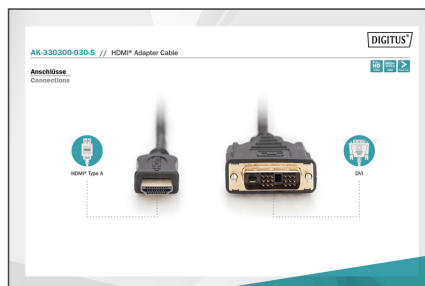 DIGITUS®
AK-330300-030-S // HDMI® Adapter Cable
Anschlüsse
Connections
HDMI® Type A
DVI